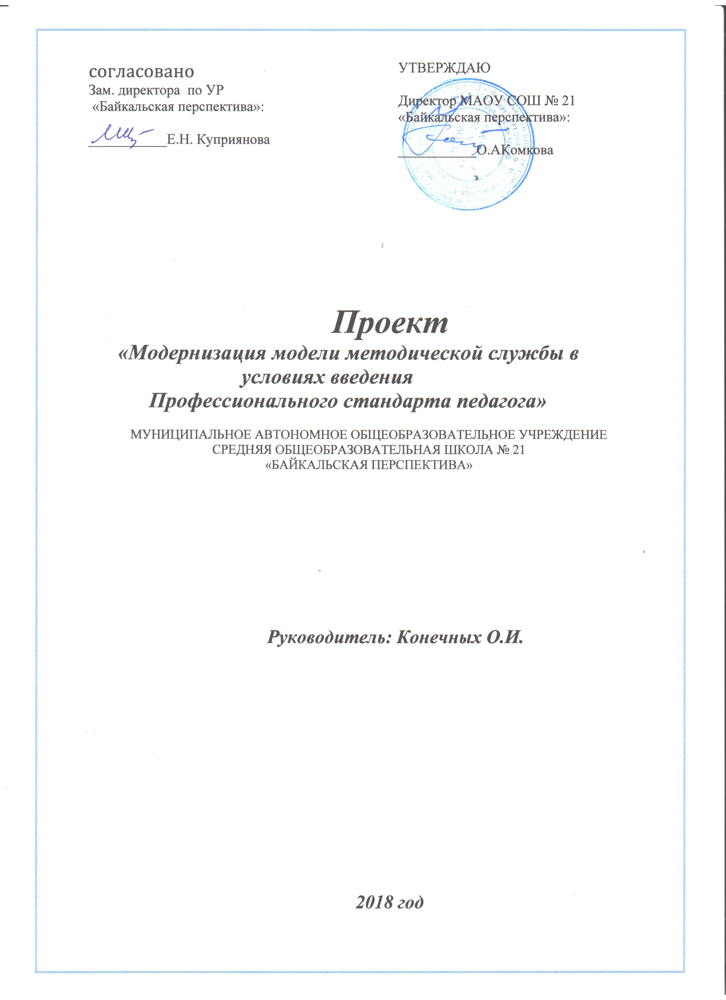 согласовано
Зам. директора по УР
«Байкальская перспектива»:
____________Е.Н. Куприянова
УТВЕРЖДАЮ
Директор МАОУ СОШ № 21
«Байкальская перспектива»:
____________О.АКомкова
Проект
«Модернизация модели методической службы в
условиях введения
Профессионального стандарта педагога»
МУНИЦИПАЛЬНОЕ АВТОНОМНОЕ ОБЩЕОБРАЗОВАТЕЛЬНОЕ УЧРЕЖДЕНИЕ
СРЕДНЯЯ ОБЩЕОБРАЗОВАТЕЛЬНАЯ ШКОЛА № 21
«БАЙКАЛЬСКАЯ ПЕРСПЕКТИВА»
Руководитель: Конечных О.И.
2018 год